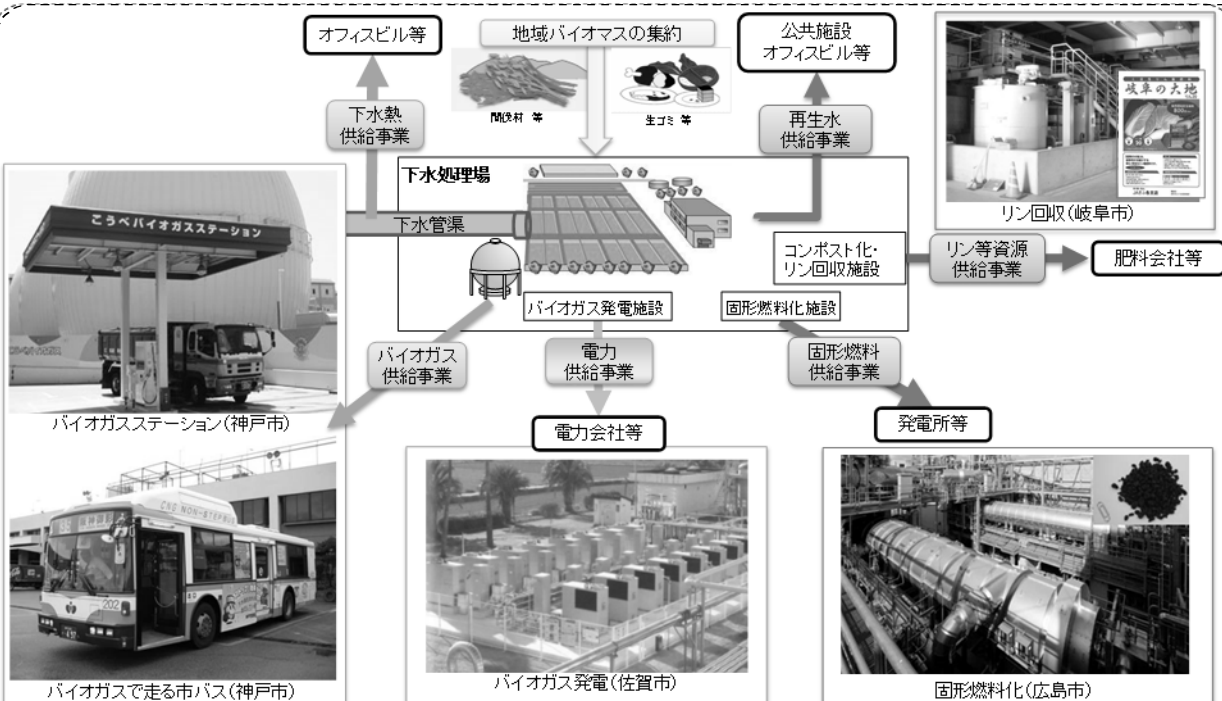 オフィスビル等
地域バイオマスの集約
公共施設
オフィスビル等
間伐材 等
生ゴミ 等
下水熱
供給事業
再生水
供給事業
岐阜の大地
リン回収(岐阜市)
下水処理場
下水管渠
こうべバイオガスステーション
コンポスト化・
リン回収施設
リン等資源
供給事業
肥料会社等
バイオガス発電施設
固形燃料化施設
バイオガス
供給事業
電力
供給事業
固形燃料
供給事業
バイオガスステーション(神戸市)
電力会社等
発電所等
CNG NON-STEP BUS
202
バイオガスで走る市バス(神戸市)
バイオガス発電(佐賀市)
固形燃料化(広島市)